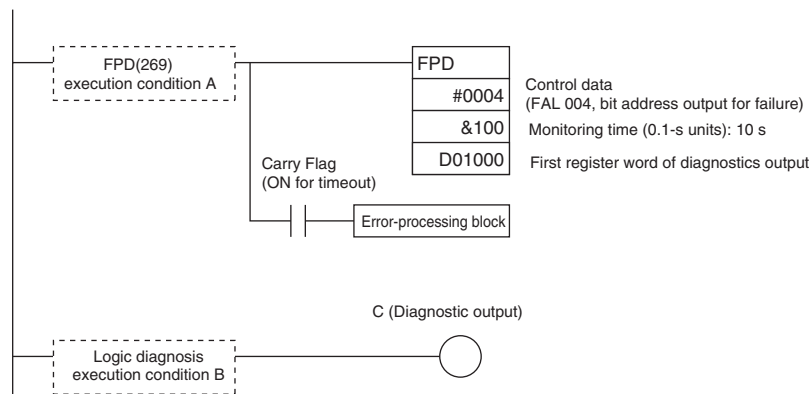 FPD(269)
execution condition A
FPD
#0004
Control data
(FAL 004, bit address output for failure)
&100
Monitoring time (0.1-s units): 10 s
D01000
First register word of diagnostics output
Carry Flag
(ON for timeout)
Error-processing block
C (Diagnostic output)
Logic diagnosis
execution condition B